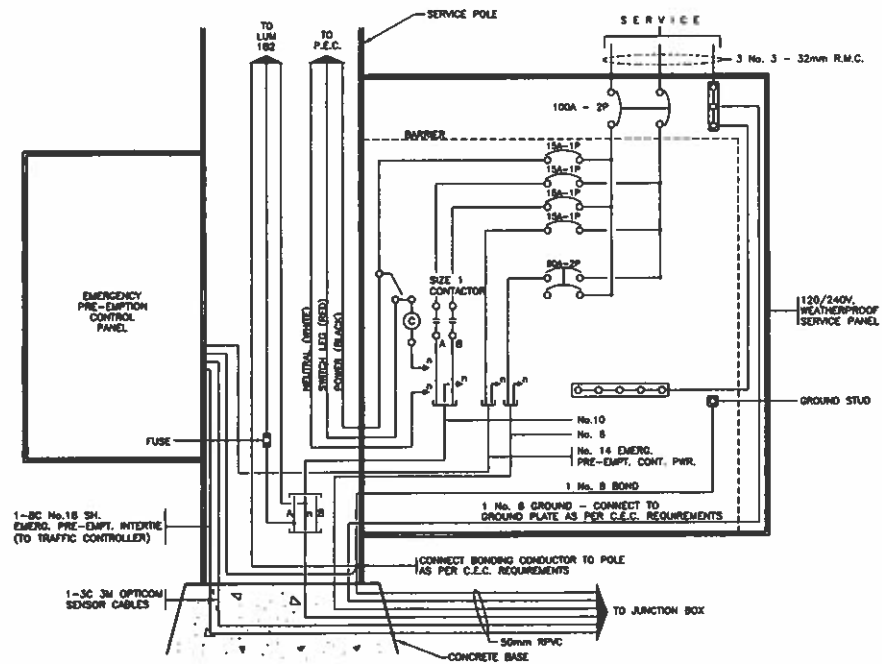 TO
LUM
1B2
TO
P.E.C.
SERVICE POLE
SERVICE
3 No. 3 - 32mm R.M.C.
100A - 2P
BARRIER
15A-1P
15A-1P
15A-1P
15A-1P
60A-2P
SIZE 1
CONTACTOR
C
A
B
n
n
n
n
n
NEUTRAL (WHITE)
SWITCH LEG (RED)
POWER (BLACK)
EMERGENCY
PRE-EMPTION
CONTROL
PANEL
120/240V.
WEATHERPROOF
SERVICE PANEL
GROUND STUD
FUSE
No.10
No. 6
No. 14 EMERG.
PRE-EMPT. CONT. PWR.
1 No. 8 BOND
1 No. 6 GROUND - CONNECT TO
GROUND PLATE AS PER C.E.C. REQUIREMENTS
A
n
B
1-8C No.18 SH.
EMERG. PRE-EMPT. INTERTIE
(TO TRAFFIC CONTROLLER)
CONNECT BONDING CONDUCTOR TO POLE
AS PER C.E.C. REQUIREMENTS
1-3C 3M OPTICOM
SENSOR CABLES
TO JUNCTION BOX
50mm RPVC
CONCRETE BASE